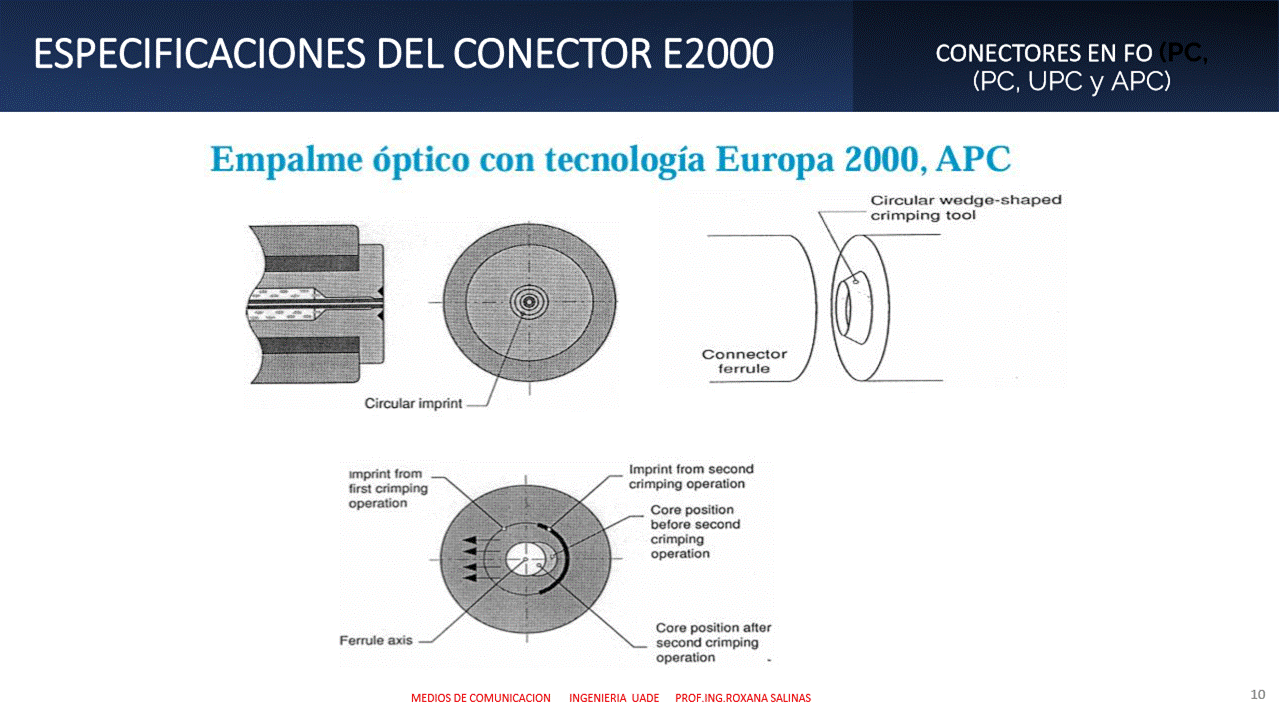 ESPECIFICACIONES DEL CONECTOR E2000
CONECTORES EN FO (PC,
(PC, UPC y APC)
Empalme óptico con tecnología Europa 2000, APC
Circular imprint
Circular wedge-shaped
crimping tool
Connector
ferrule
Imprint from
first crimping
operation
Imprint from second
crimping operation
Core position
before second
crimping
operation
Ferrule axis
Core position after
second crimping
operation
MEDIOS DE COMUNICACION INGENIERIA UADE PROF.ING.ROXANA SALINAS
10